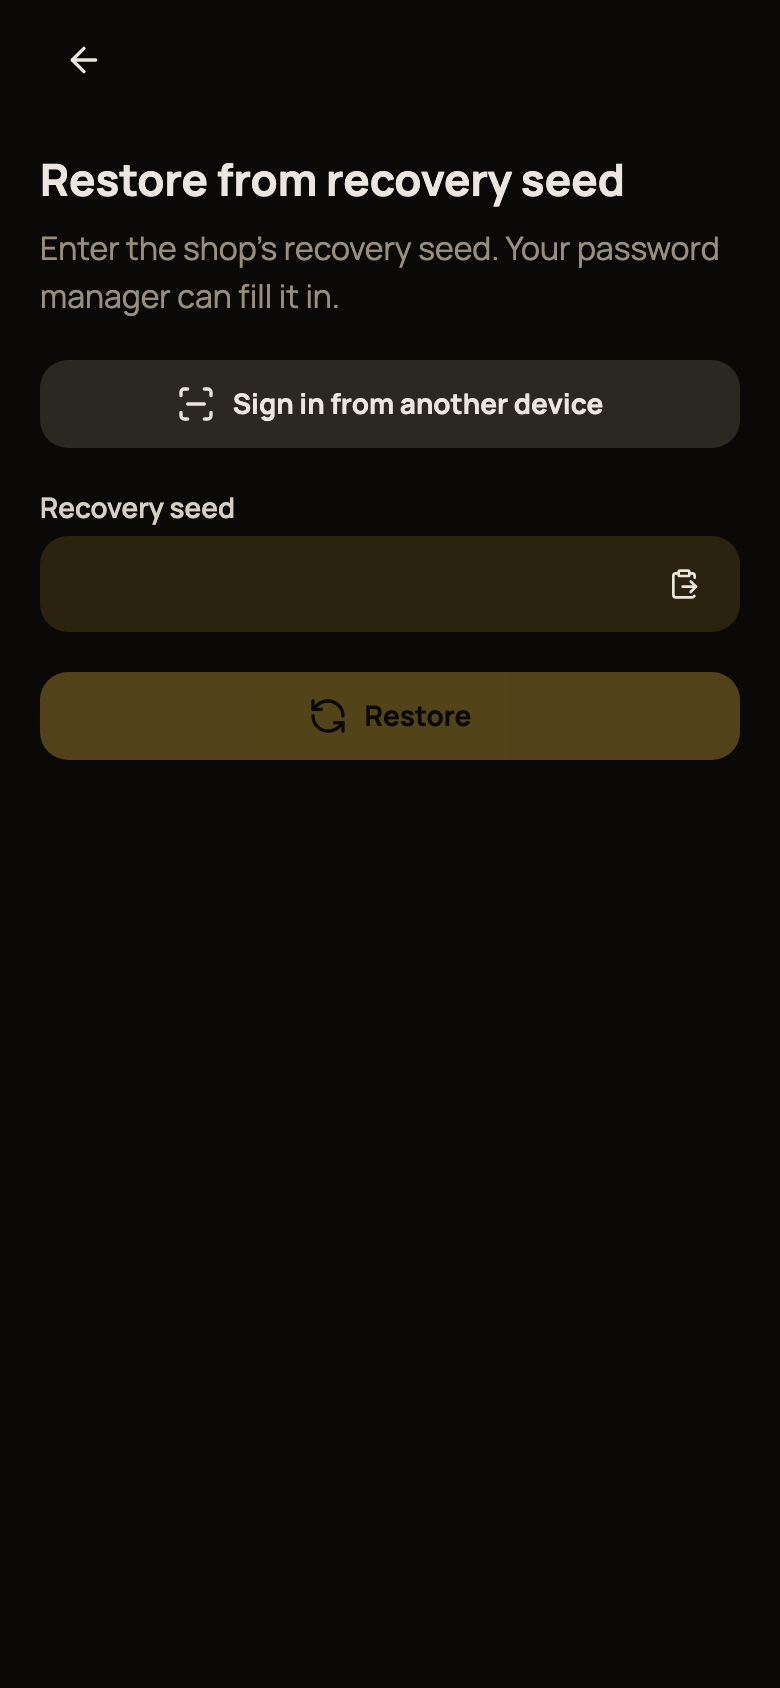 Restore from recovery seed
Enter the shop’s recovery seed. Your password
manager can fill it in.
Sign in from another device
Recovery seed
Restore